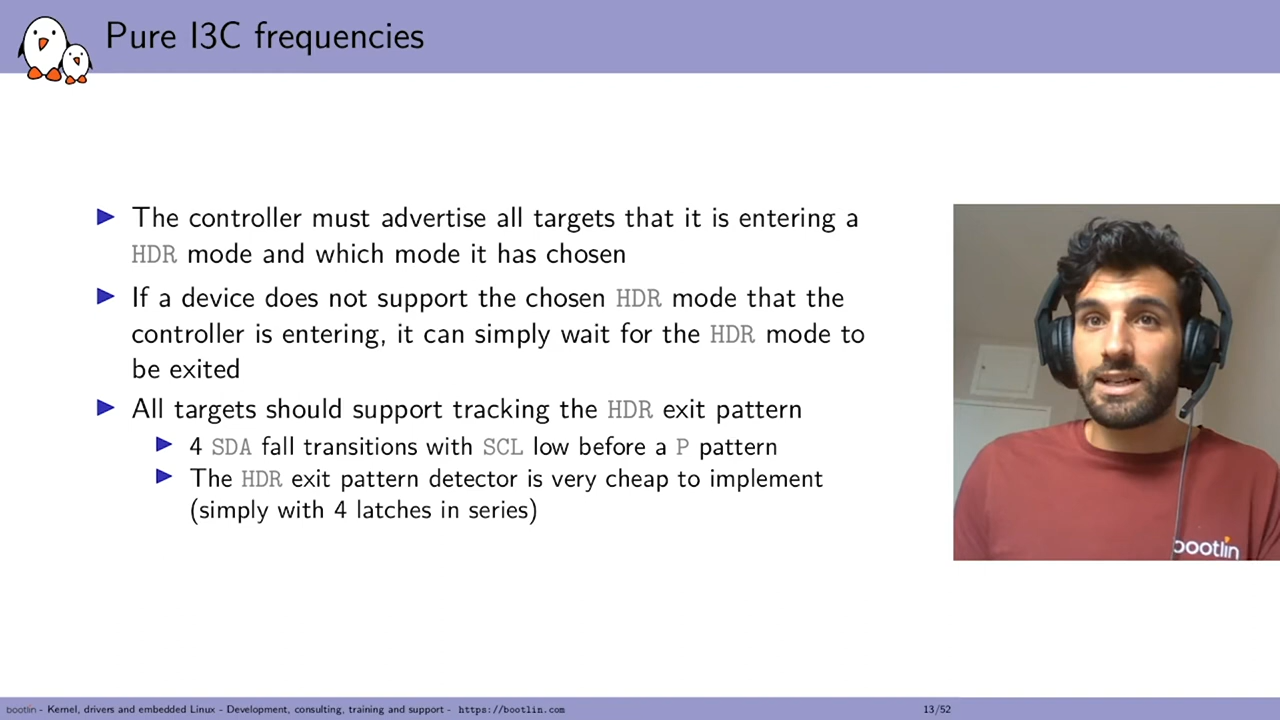 Pure I3C frequencies
The controller must advertise all targets that it is entering a
HDR mode and which mode it has chosen
If a device does not support the chosen HDR mode that the
controller is entering, it can simply wait for the HDR mode to
be exited
All targets should support tracking the HDR exit pattern
4 SDA fall transitions with SCL low before a P pattern
The HDR exit pattern detector is very cheap to implement
(simply with 4 latches in series)
bootlin
bootlin - Kernel, drivers and embedded Linux - Development, consulting, training and support - https://bootlin.com
13/52